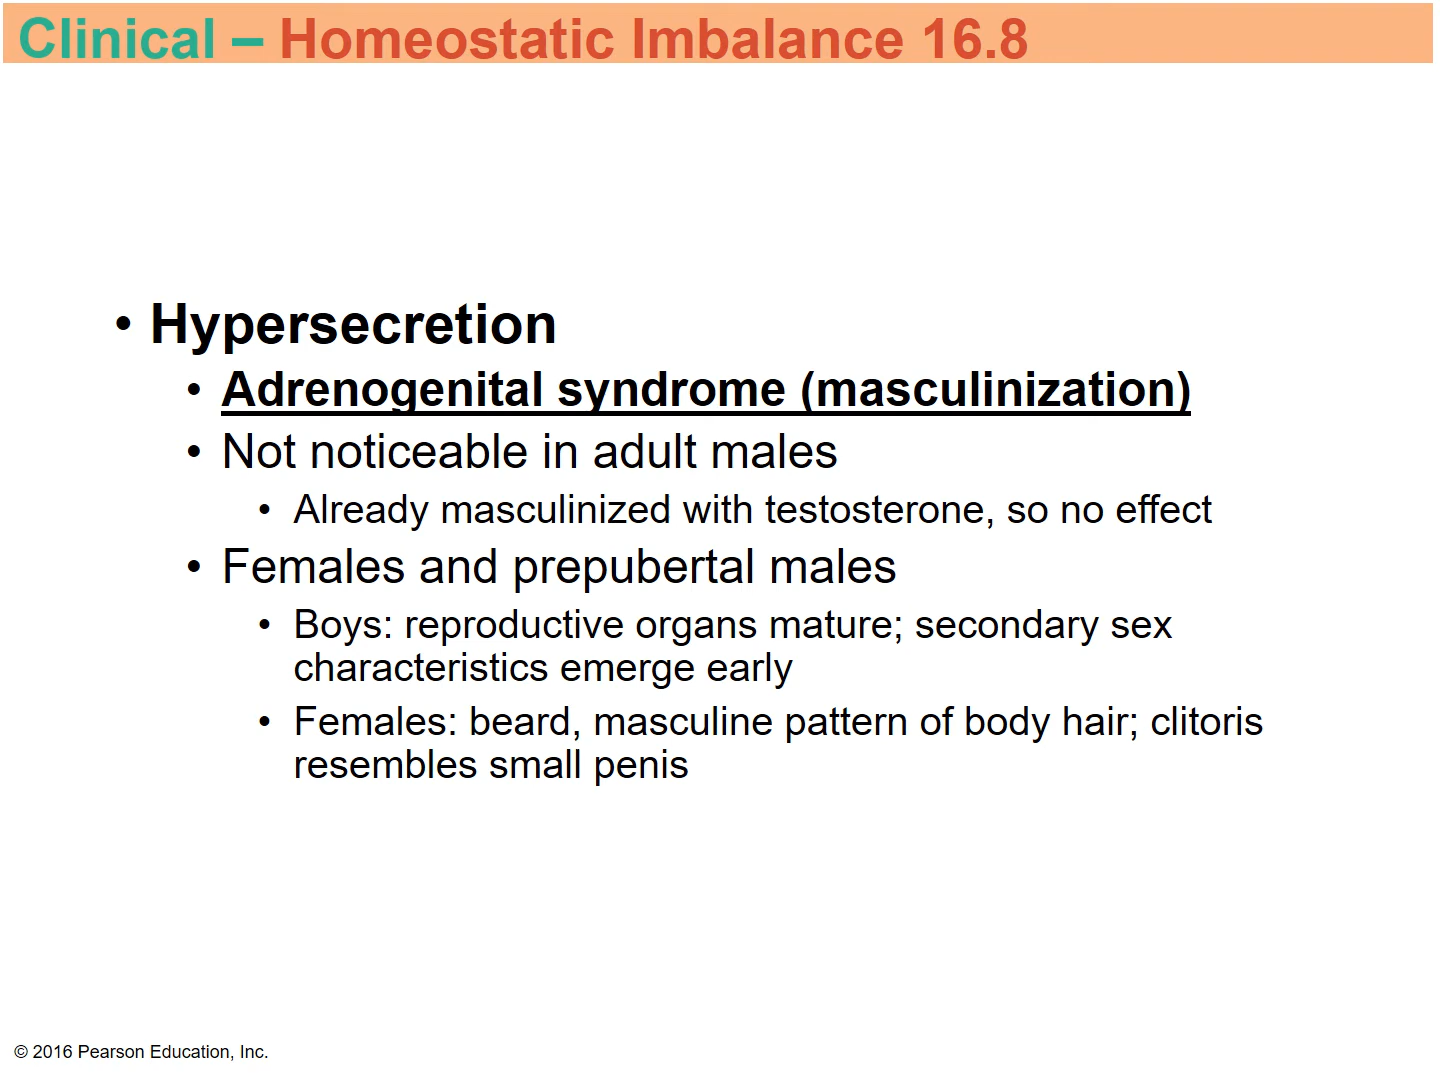 Clinical – Homeostatic Imbalance 16.8
• Hypersecretion
• Adrenogenital syndrome (masculinization)
• Not noticeable in adult males
• Already masculinized with testosterone, so no effect
• Females and prepubertal males
• Boys: reproductive organs mature; secondary sex
characteristics emerge early
• Females: beard, masculine pattern of body hair; clitoris
resembles small penis
© 2016 Pearson Education, Inc.